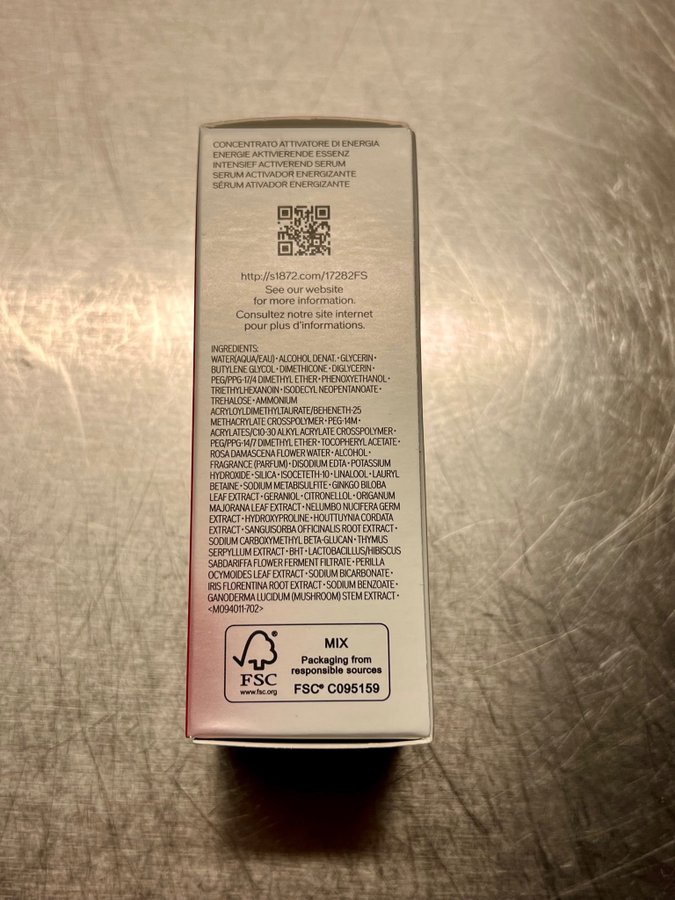 CONCENTRATO ATTIVATORE DI ENERGIA
ENERGIE AKTIVIERENDE ESSENZ
INTENSIEF ACTIVEREND SERUM
SERUM ACTIVADOR ENERGIZANTE
SÉRUM ATIVADOR ENERGIZANTE
http://s1872.com/17282FS
See our website
for more information.
Consultez notre site internet
pour plus d'informations.
INGREDIENTS:
WATER(AQUA/EAU)・ALCOHOL DENAT.・GLYCERIN・
BUTYLENE GLYCOL・DIMETHICONE・DIGLYCERIN・
PEG/PPG-17/4 DIMETHYL ETHER・PHENOXYETHANOL・
TRIETHYLHEXANOIN・ISODECYL NEOPENTANOATE・
TREHALOSE・AMMONIUM
ACRYLOYLDIMETHYLTAURATE/BEHENETH-25
METHACRYLATE CROSSPOLYMER・PEG-14M・
ACRYLATES/C10-30 ALKYL ACRYLATE CROSSPOLYMER・
PEG/PPG-14/7 DIMETHYL ETHER・TOCOPHERYL ACETATE・
ROSA DAMASCENA FLOWER WATER・ALCOHOL・
FRAGRANCE (PARFUM)・DISODIUM EDTA・POTASSIUM
HYDROXIDE・SILICA・ISOCETETH-10・LINALOOL・LAURYL
BETAINE・SODIUM METABISULFITE・GINKGO BILOBA
LEAF EXTRACT・GERANIOL・CITRONELLOL・ORIGANUM
MAJORANA LEAF EXTRACT・NELUMBO NUCIFERA GERM
EXTRACT・HYDROXYPROLINE・HOUTTUYNIA CORDATA
EXTRACT・SANGUISORBA OFFICINALIS ROOT EXTRACT・
SODIUM CARBOXYMETHYL BETA-GLUCAN・THYMUS
SERPYLLUM EXTRACT・BHT・LACTOBACILLUS/HIBISCUS
SABDARIFFA FLOWER FERMENT FILTRATE・PERILLA
OCYMOIDES LEAF EXTRACT・SODIUM BICARBONATE・
IRIS FLORENTINA ROOT EXTRACT・SODIUM BENZOATE・
GANODERMA LUCIDUM (MUSHROOM) STEM EXTRACT・
<M094011-702>
FSC
www.fsc.org
MIX
Packaging from
responsible sources
FSC® C095159